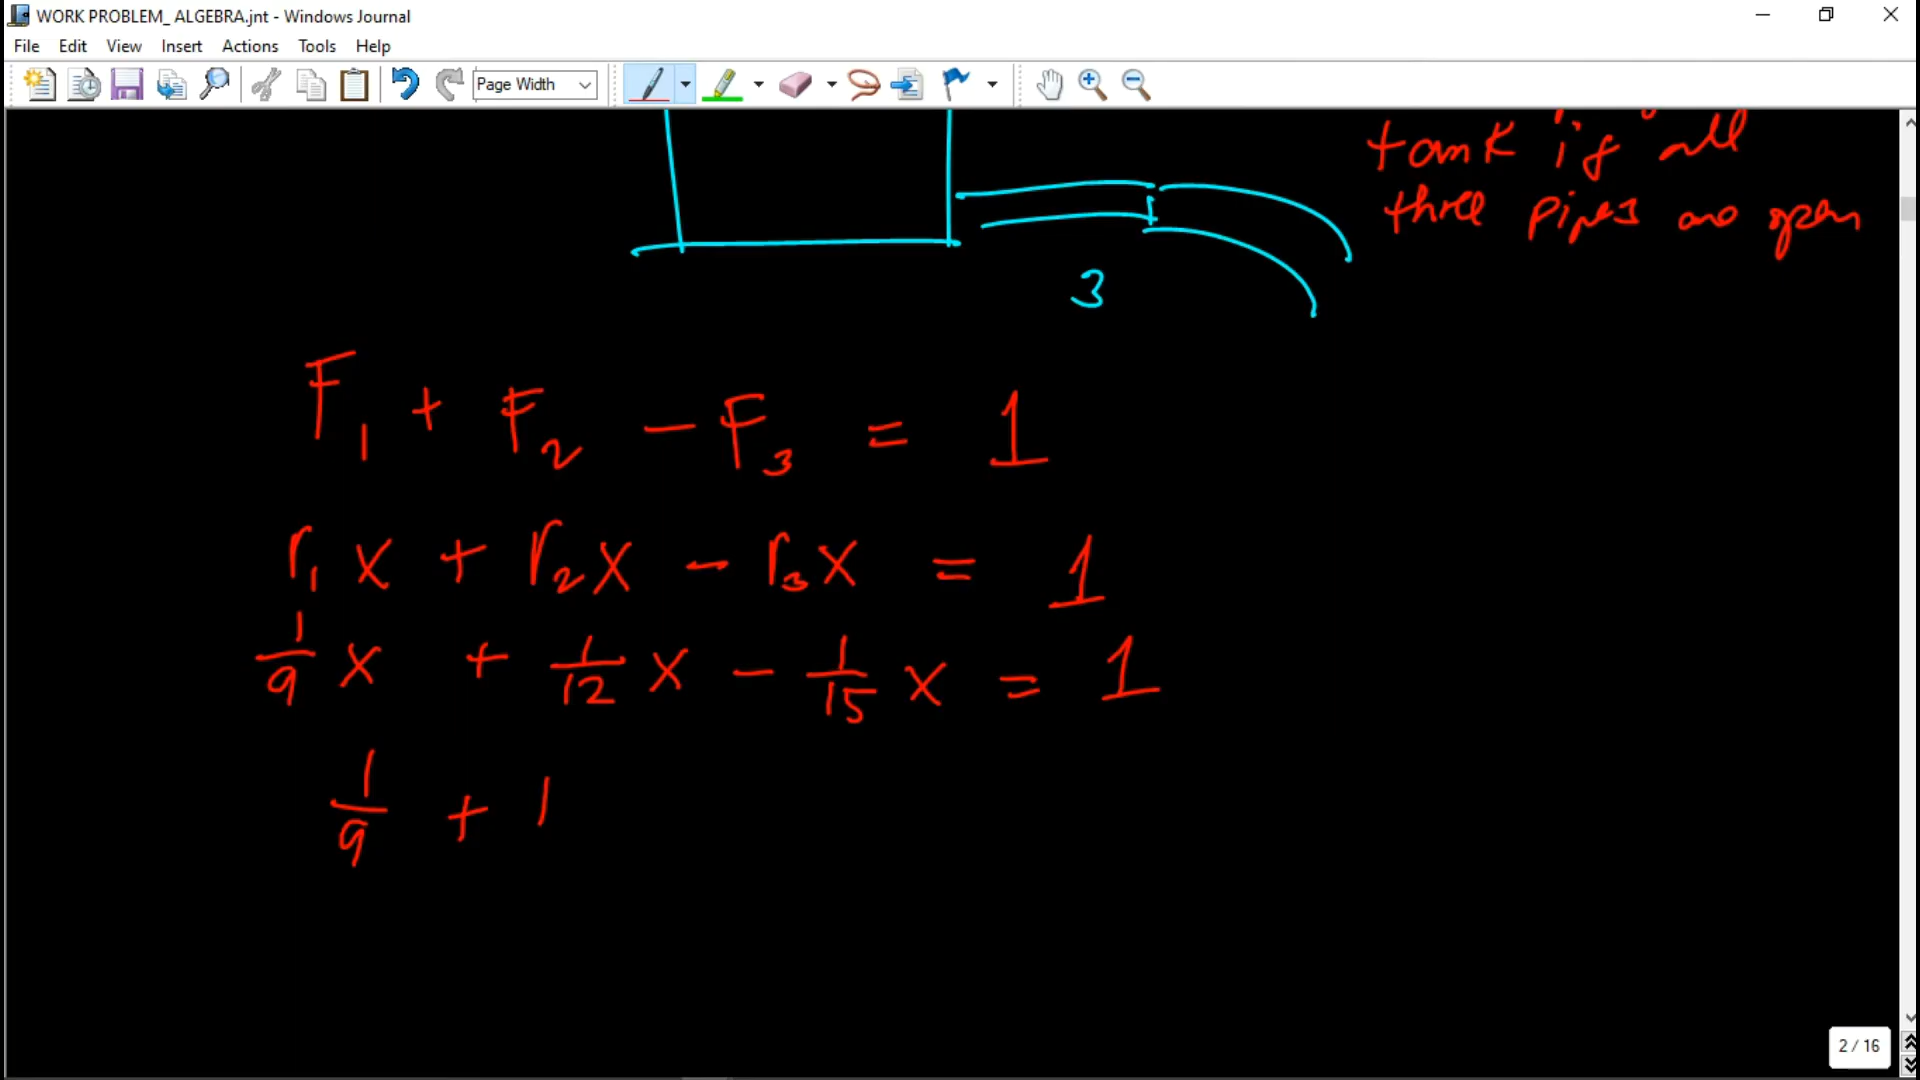 WORK PROBLEM_ ALGEBRA.jnt - Windows Journal
File Edit View Insert Actions Tools Help
Page Width
tank if all
three pipes are open
3
F₁ + F₂ - F₃ = 1
r₁x + r₂x - r₃x = 1
1/9 x + 1/12 x - 1/15 x = 1
1/9 + 1
2 / 16